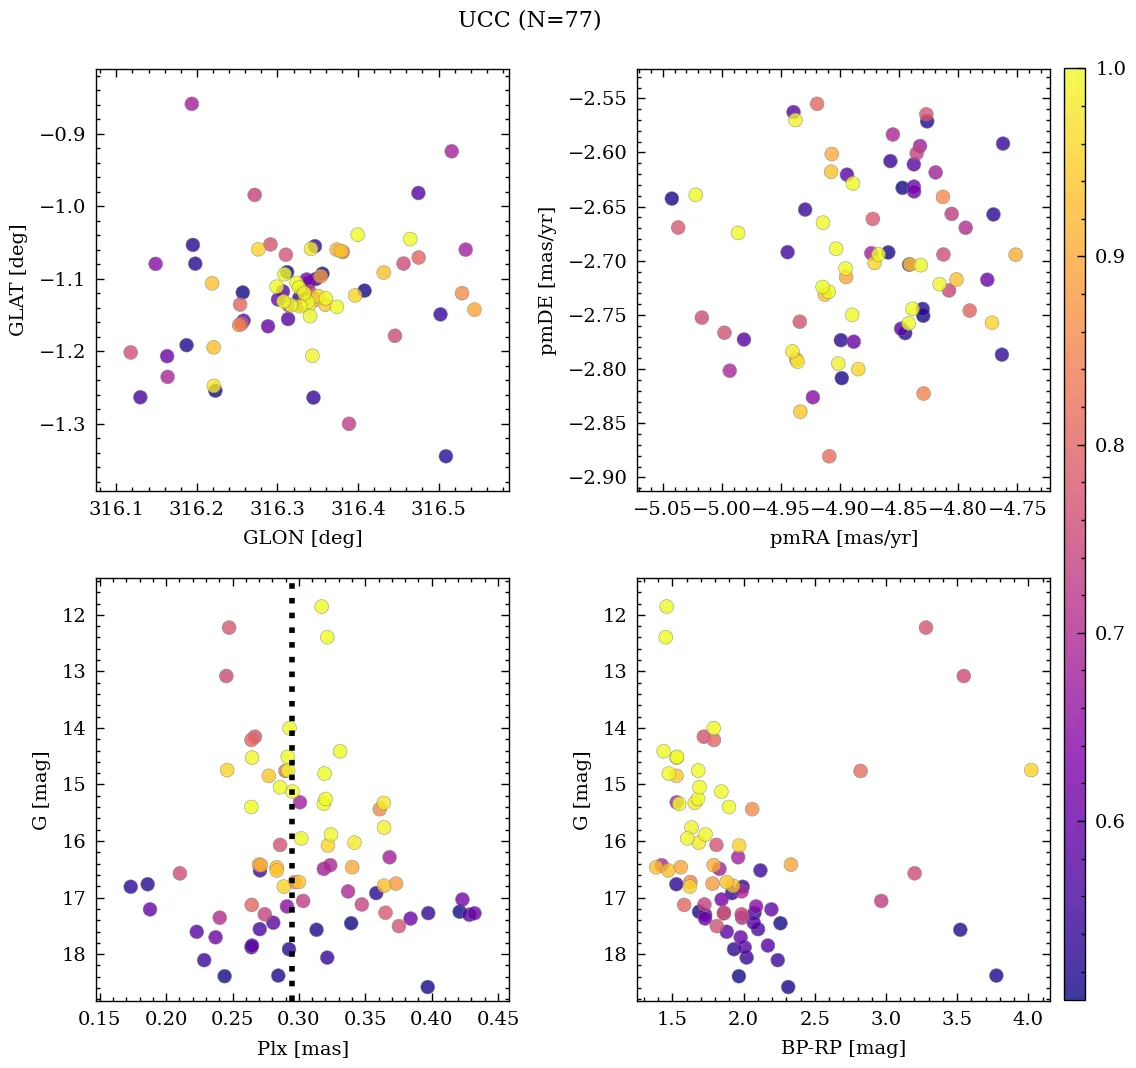 UCC (N=77)
−0.9
−1.0
−1.1
−1.2
−1.3
GLAT [deg]
316.1 316.2 316.3 316.4 316.5
GLON [deg]
−2.55
−2.60
−2.65
−2.70
−2.75
−2.80
−2.85
−2.90
pmDE [mas/yr]
−5.05 −5.00 −4.95 −4.90 −4.85 −4.80 −4.75
pmRA [mas/yr]
12
13
14
15
16
17
18
G [mag]
0.15 0.20 0.25 0.30 0.35 0.40 0.45
Plx [mas]
12
13
14
15
16
17
18
G [mag]
1.5 2.0 2.5 3.0 3.5 4.0
BP-RP [mag]
1.0
0.9
0.8
0.7
0.6